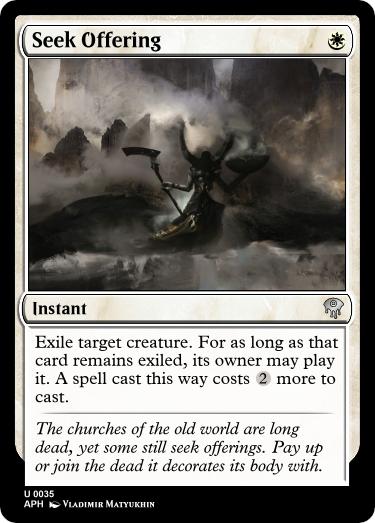 Seek Offering
Instant
Exile target creature. For as long as that
card remains exiled, its owner may play
it. A spell cast this way costs 2 more to
cast.
The churches of the old world are long
dead, yet some still seek offerings. Pay up
or join the dead it decorates its body with.
U 0035
APH Vladimir Matyukhin